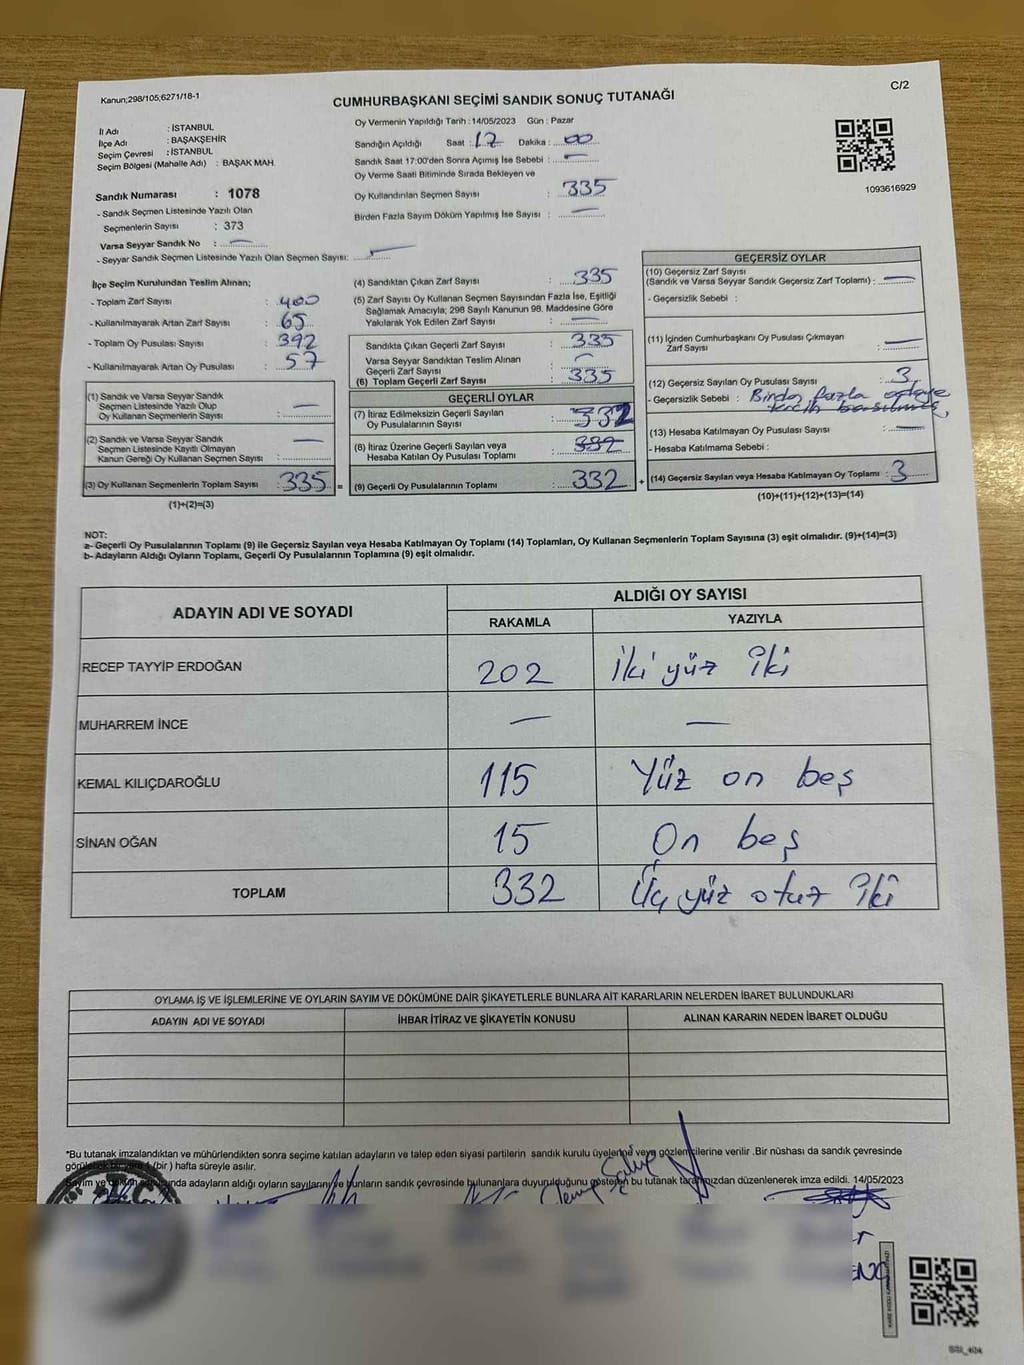 Kanun;298/105;6271/18-1
C/2
CUMHURBAŞKANI SEÇİMİ SANDIK SONUÇ TUTANAĞI
İl Adı : İSTANBUL
İlçe Adı : BAŞAKŞEHİR
Seçim Çevresi : İSTANBUL
Seçim Bölgesi (Mahalle Adı) : BAŞAK MAH.
Sandık Numarası : 1078
- Sandık Seçmen Listesinde Yazılı Olan
Seçmenlerin Sayısı : 373
Varsa Seyyar Sandık No : —
- Seyyar Sandık Seçmen Listesinde Yazılı Olan Seçmen Sayısı:
Oy Vermenin Yapıldığı Tarih :14/05/2023 Gün : Pazar
Sandığın Açıldığı Saat : 17 Dakika : 00
Sandık Saat 17:00'den Sonra Açımış İse Sebebi : —
Oy Verme Saati Bitiminde Sırada Bekleyen ve
Oy Kullandırılan Seçmen Sayısı : 335
Birden Fazla Sayım Döküm Yapılmış İse Sayısı : —
1093616929
İlçe Seçim Kurulundan Teslim Alınan;
- Toplam Zarf Sayısı : 400
- Kullanılmayarak Artan Zarf Sayısı : 65
- Toplam Oy Pusulası Sayısı : 392
- Kullanılmayarak Artan Oy Pusulası : 57
(1) Sandık ve Varsa Seyyar Sandık
Seçmen Listesinde Yazılı Olup
Oy Kullanan Seçmenlerin Sayısı : —
(2) Sandık ve Varsa Seyyar Sandık
Seçmen Listesinde Kayıtlı Olmayan
Kanun Gereği Oy Kullanan Seçmen Sayısı : —
(3) Oy Kullanan Seçmenlerin Toplam Sayısı : 335 =
(1)+(2)=(3)
(4) Sandıktan Çıkan Zarf Sayısı : 335
(5) Zarf Sayısı Oy Kullanan Seçmen Sayısından Fazla İse, Eşitliği
Sağlamak Amacıyla; 298 Sayılı Kanunun 98. Maddesine Göre
Yakılarak Yok Edilen Zarf Sayısı : —
Sandıkta Çıkan Geçerli Zarf Sayısı : 335
Varsa Seyyar Sandıktan Teslim Alınan
Geçerli Zarf Sayısı : —
(6) Toplam Geçerli Zarf Sayısı : 335
GEÇERLİ OYLAR
(7) İtiraz Edilmeksizin Geçerli Sayılan
Oy Pusulalarının Sayısı : 332
(8) İtiraz Üzerine Geçerli Sayılan veya
Hesaba Katılan Oy Pusulası Toplamı : 332
(9) Geçerli Oy Pusulalarının Toplamı : 332 +
GEÇERSİZ OYLAR
(10) Geçersiz Zarf Sayısı
(Sandık ve Varsa Seyyar Sandık Geçersiz Zarf Toplamı) : —
- Geçersizlik Sebebi :
(11) İçinden Cumhurbaşkanı Oy Pusulası Çıkmayan
Zarf Sayısı : —
(12) Geçersiz Sayılan Oy Pusulası Sayısı : 3
- Geçersizlik Sebebi : Birden fazla adaya
tercih basılmış,
(13) Hesaba Katılmayan Oy Pusulası Sayısı : —
- Hesaba Katılmama Sebebi :
(14) Geçersiz Sayılan veya Hesaba Katılmayan Oy Toplamı : 3
(10)+(11)+(12)+(13)=(14)
NOT:
a- Geçerli Oy Pusulalarının Toplamı (9) ile Geçersiz Sayılan veya Hesaba Katılmayan Oy Toplamı (14) Toplamları, Oy Kullanan Seçmenlerin Toplam Sayısına (3) eşit olmalıdır. (9)+(14)=(3)
b- Adayların Aldığı Oyların Toplamı, Geçerli Oy Pusulalarının Toplamına (9) eşit olmalıdır.
ADAYIN ADI VE SOYADI
ALDIĞI OY SAYISI
RAKAMLA YAZIYLA
RECEP TAYYİP ERDOĞAN 202 İki yüz iki
MUHARREM İNCE — —
KEMAL KILIÇDAROĞLU 115 Yüz on beş
SİNAN OĞAN 15 On beş
TOPLAM 332 Üç yüz otuz iki
OYLAMA İŞ VE İŞLEMLERİNE VE OYLARIN SAYIM VE DÖKÜMÜNE DAİR ŞİKAYETLERLE BUNLARA AİT KARARLARIN NELERDEN İBARET BULUNDUKLARI
ADAYIN ADI VE SOYADI İHBAR İTİRAZ VE ŞİKAYETİN KONUSU ALINAN KARARIN NEDEN İBARET OLDUĞU
*Bu tutanak imzalandıktan ve mühürlendikten sonra seçime katılan adayların ve talep eden siyasi partilerin sandık kurulu üyelerine veya gözlemcilerine verilir .Bir nüshası da sandık çevresinde
görülebilecek bir yere 1 (bir ) hafta süreyle asılır.
Sayım ve döküm sonucunda adayların aldığı oyların sayılarını ve bunların sandık çevresinde bulunanlara duyurulduğunu gösteren bu tutanak tarafımızdan düzenlenerek imza edildi. 14/05/2023